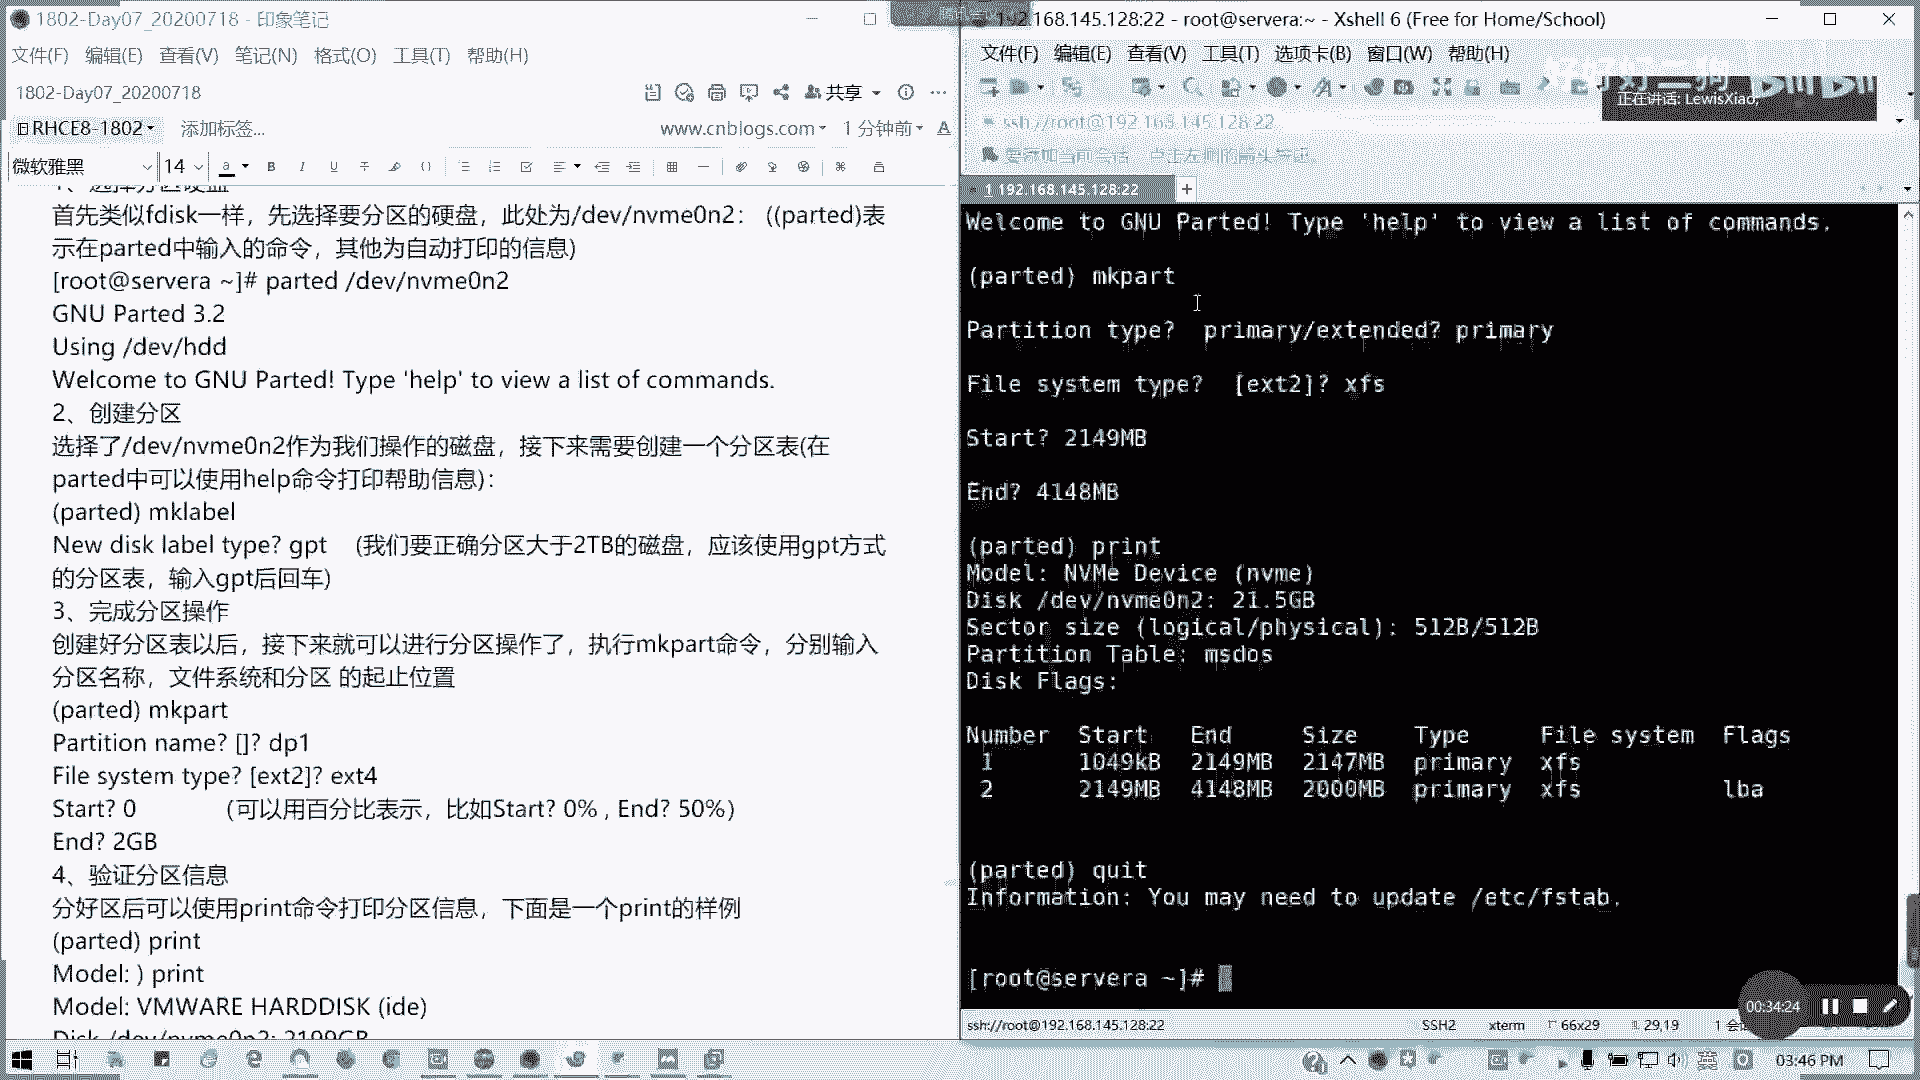 1802-Day07_20200718 - 印象笔记
文件(F) 编辑(E) 查看(V) 笔记(N) 格式(O) 工具(T) 帮助(H)
1802-Day07_20200718
共享
RHCE8-1802 添加标签...
www.cnblogs.com 1 分钟前
微软雅黑 14
1、选择分区硬盘
首先类似fdisk一样，先选择要分区的硬盘，此处为/dev/nvme0n2： ((parted)表
示在parted中输入的命令，其他为自动打印的信息)
[root@servera ~]# parted /dev/nvme0n2
GNU Parted 3.2
Using /dev/hdd
Welcome to GNU Parted! Type 'help' to view a list of commands.
2、创建分区
选择了/dev/nvme0n2作为我们操作的磁盘，接下来需要创建一个分区表(在
parted中可以使用help命令打印帮助信息)：
(parted) mklabel
New disk label type? gpt (我们要正确分区大于2TB的磁盘，应该使用gpt方式
的分区表，输入gpt后回车)
3、完成分区操作
创建好分区表以后，接下来就可以进行分区操作了，执行mkpart命令，分别输入
分区名称，文件系统和分区 的起止位置
(parted) mkpart
Partition name? []? dp1
File system type? [ext2]? ext4
Start? 0 （可以用百分比表示，比如Start? 0% , End? 50%）
End? 2GB
4、验证分区信息
分好区后可以使用print命令打印分区信息，下面是一个print的样例
(parted) print
Model: ) print
Model: VMWARE HARDDISK (ide)
Disk /dev/nvme0n2: 2199GB
192.168.145.128:22 - root@servera:~ - Xshell 6 (Free for Home/School)
文件(F) 编辑(E) 查看(V) 工具(T) 选项卡(B) 窗口(W) 帮助(H)
正在讲话: LewisXiao,
ssh://root@192.168.145.128:22
要添加当前会话，点击左侧的箭头按钮。
1 192.168.145.128:22
Welcome to GNU Parted! Type 'help' to view a list of commands.
(parted) mkpart
Partition type? primary/extended? primary
File system type? [ext2]? xfs
Start? 2149MB
End? 4148MB
(parted) print
Model: NVMe Device (nvme)
Disk /dev/nvme0n2: 21.5GB
Sector size (logical/physical): 512B/512B
Partition Table: msdos
Disk Flags:
Number Start End Size Type File system Flags
1 1049kB 2149MB 2147MB primary xfs
2 2149MB 4148MB 2000MB primary xfs lba
(parted) quit
Information: You may need to update /etc/fstab.
[root@servera ~]#
00:34:24
ssh://root@192.168.145.128:22 SSH2 xterm 66x29 29,19
03:46 PM